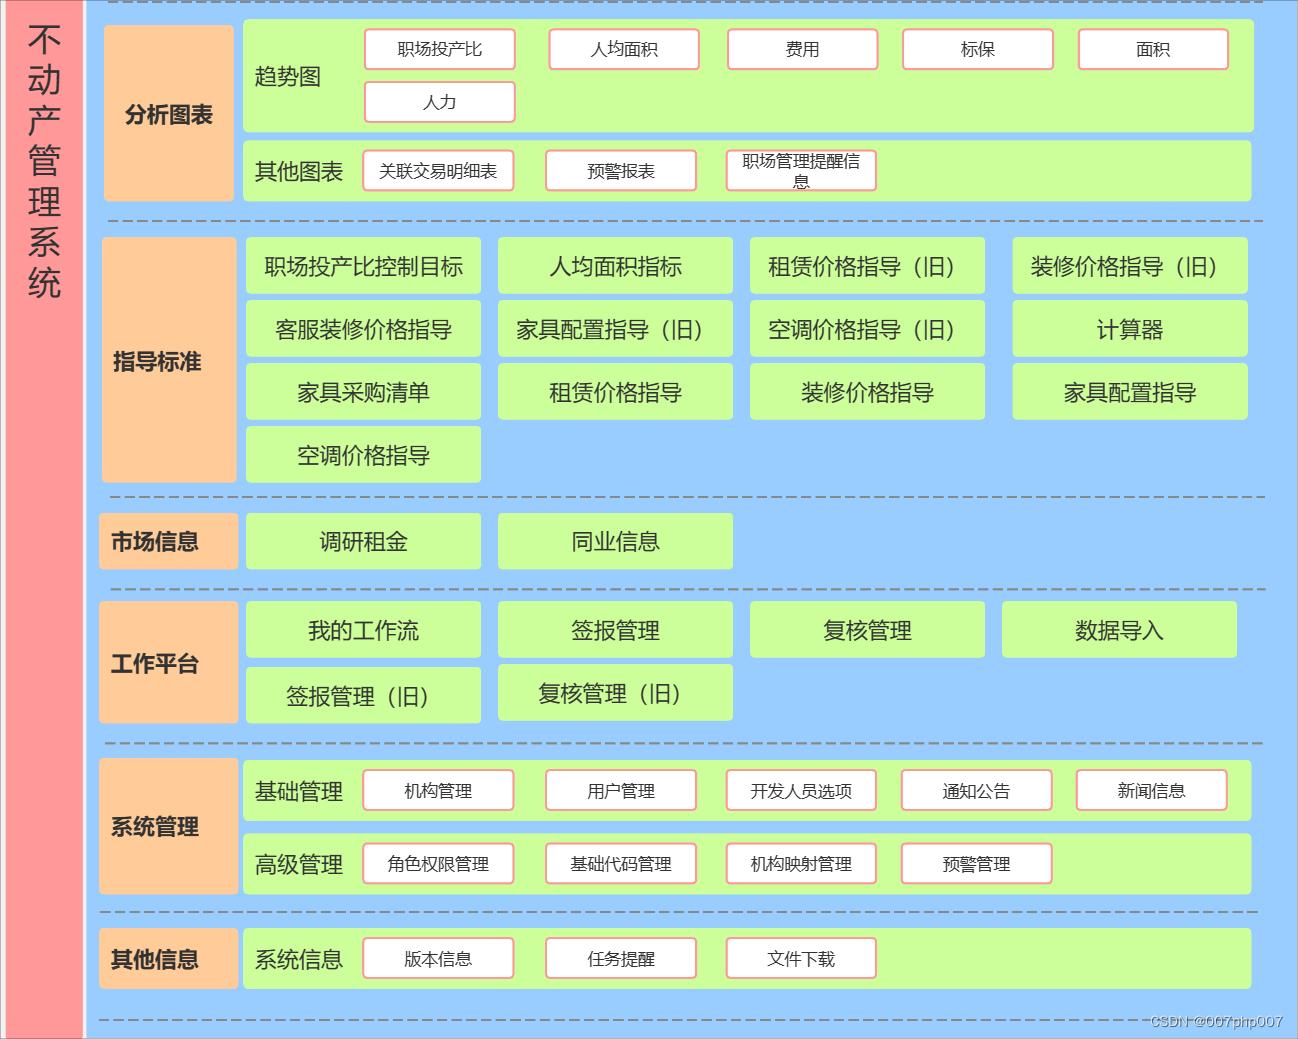 不动产管理系统
分析图表
趋势图
职场投产比
人均面积
费用
标保
面积
人力
其他图表
关联交易明细表
预警报表
职场管理提醒信
息
指导标准
职场投产比控制目标
人均面积指标
租赁价格指导（旧）
装修价格指导（旧）
客服装修价格指导
家具配置指导（旧）
空调价格指导（旧）
计算器
家具采购清单
租赁价格指导
装修价格指导
家具配置指导
空调价格指导
市场信息
调研租金
同业信息
工作平台
我的工作流
签报管理
复核管理
数据导入
签报管理（旧）
复核管理（旧）
系统管理
基础管理
机构管理
用户管理
开发人员选项
通知公告
新闻信息
高级管理
角色权限管理
基础代码管理
机构映射管理
预警管理
其他信息
系统信息
版本信息
任务提醒
文件下载
CSDN @007php007